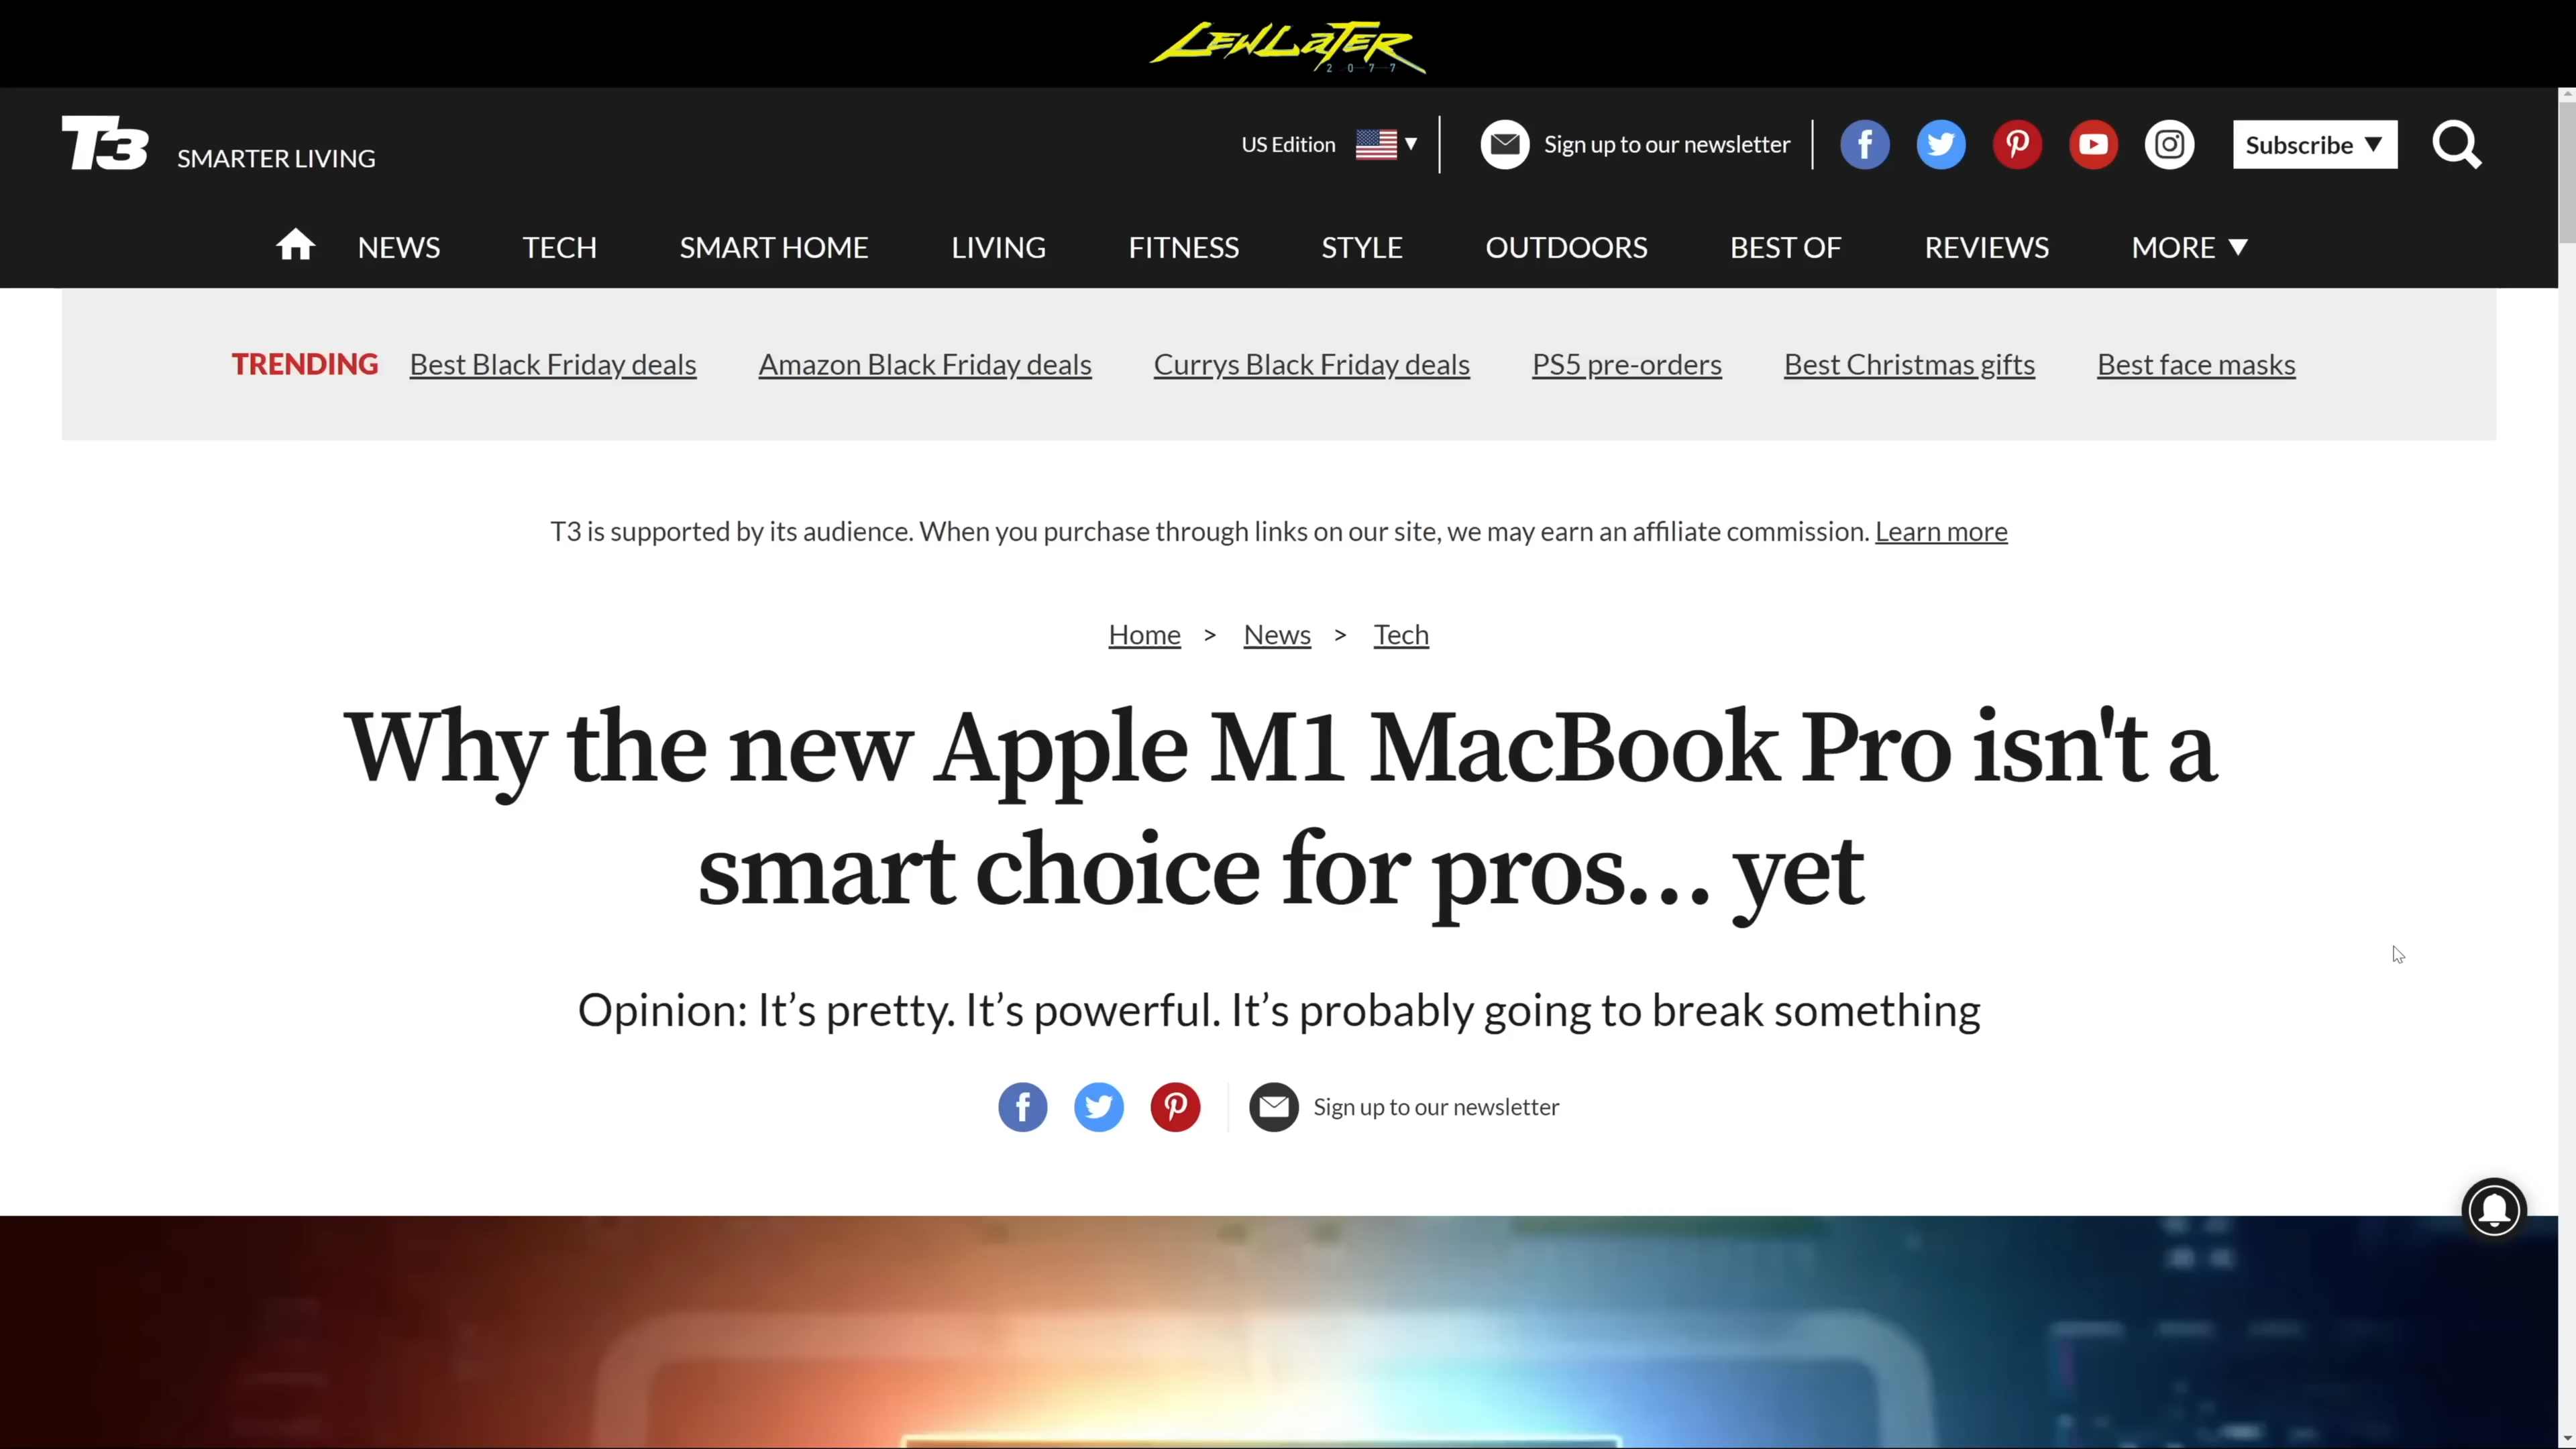 LEWLATER
2077
T3 SMARTER LIVING
US Edition
Sign up to our newsletter
Subscribe ▼
NEWS TECH SMART HOME LIVING FITNESS STYLE OUTDOORS BEST OF REVIEWS MORE ▼
TRENDING Best Black Friday deals Amazon Black Friday deals Currys Black Friday deals PS5 pre-orders Best Christmas gifts Best face masks
T3 is supported by its audience. When you purchase through links on our site, we may earn an affiliate commission. Learn more
Home > News > Tech
Why the new Apple M1 MacBook Pro isn't a
smart choice for pros… yet
Opinion: It’s pretty. It’s powerful. It’s probably going to break something
Sign up to our newsletter